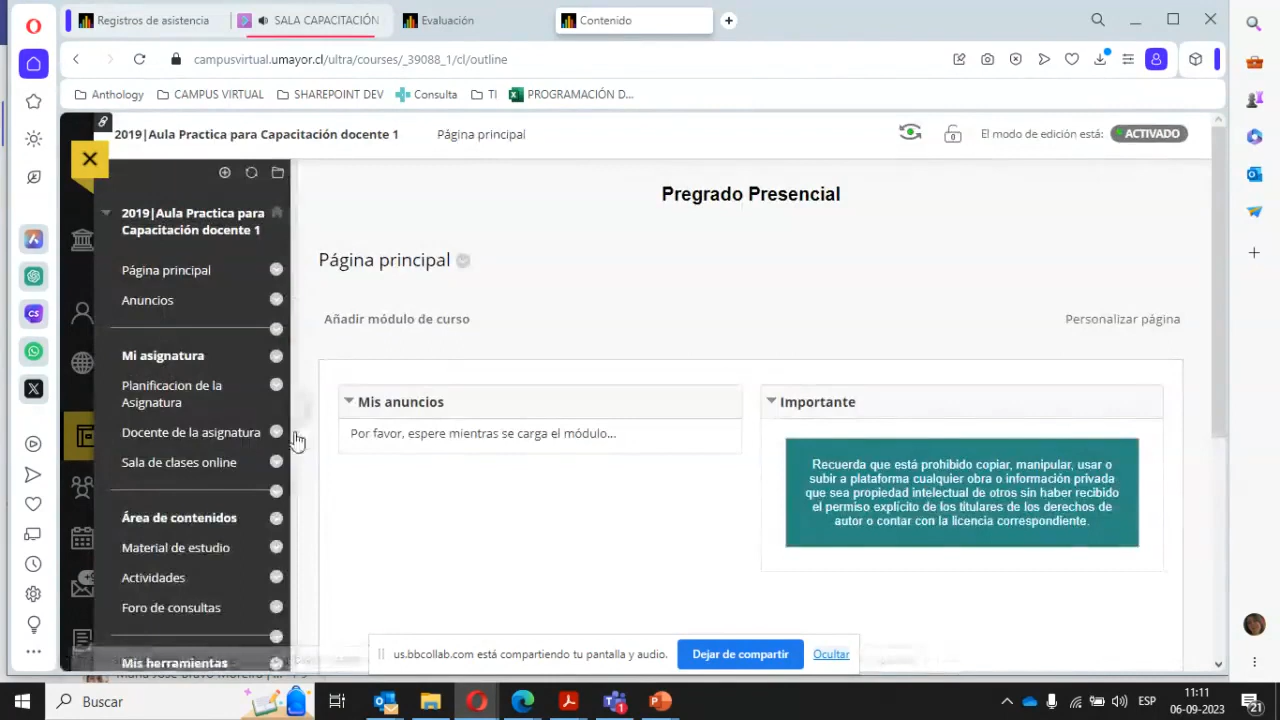 Registros de asistencia
SALA CAPACITACIÓN
Evaluación
Contenido
campusvirtual.umayor.cl/ultra/courses/_39088_1/cl/outline
Anthology
CAMPUS VIRTUAL
SHAREPOINT DEV
Consulta
TI
PROGRAMACIÓN D...
2019|Aula Practica para Capacitación docente 1
Página principal
El modo de edición está:
ACTIVADO
2019|Aula Practica para
Capacitación docente 1
Página principal
Anuncios
Mi asignatura
Planificacion de la
Asignatura
Docente de la asignatura
Sala de clases online
Área de contenidos
Material de estudio
Actividades
Foro de consultas
Mis herramientas
Pregrado Presencial
Página principal
Añadir módulo de curso
Personalizar página
Mis anuncios
Por favor, espere mientras se carga el módulo...
Importante
Recuerda que está prohibido copiar, manipular, usar o
subir a plataforma cualquier obra o información privada
que sea propiedad intelectual de otros sin haber recibido
el permiso explícito de los titulares de los derechos de
autor o contar con la licencia correspondiente.
us.bbcollab.com está compartiendo tu pantalla y audio.
Dejar de compartir
Ocultar
Buscar
ESP
11:11
06-09-2023
21